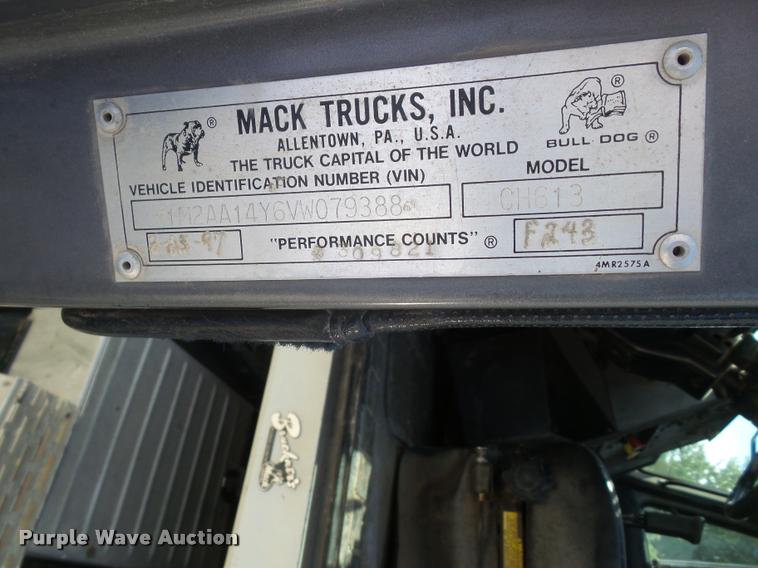 MACK TRUCKS, INC.
ALLENTOWN, PA., U.S.A.
THE TRUCK CAPITAL OF THE WORLD
BULL DOG ®
VEHICLE IDENTIFICATION NUMBER (VIN) MODEL
1M2AA14Y6VW079388 CH613
"PERFORMANCE COUNTS" ® F243
4MR2575A
Purple Wave Auction